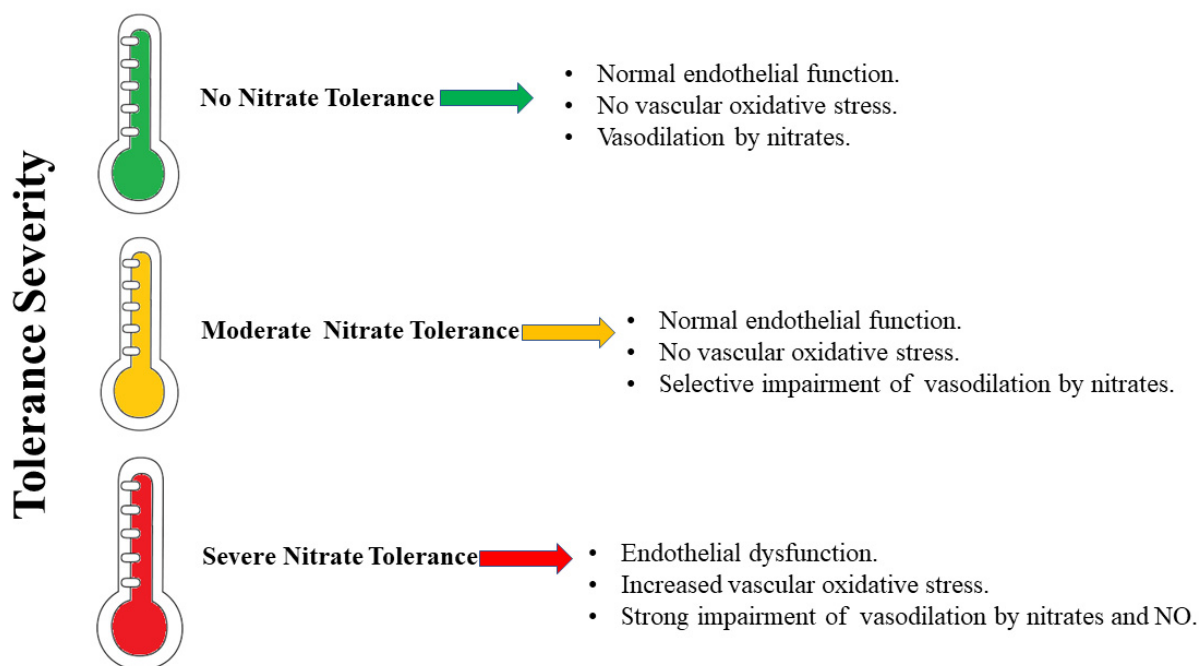 Tolerance Severity
No Nitrate Tolerance
• Normal endothelial function.
• No vascular oxidative stress.
• Vasodilation by nitrates.
Moderate Nitrate Tolerance
• Normal endothelial function.
• No vascular oxidative stress.
• Selective impairment of vasodilation by nitrates.
Severe Nitrate Tolerance
• Endothelial dysfunction.
• Increased vascular oxidative stress.
• Strong impairment of vasodilation by nitrates and NO.